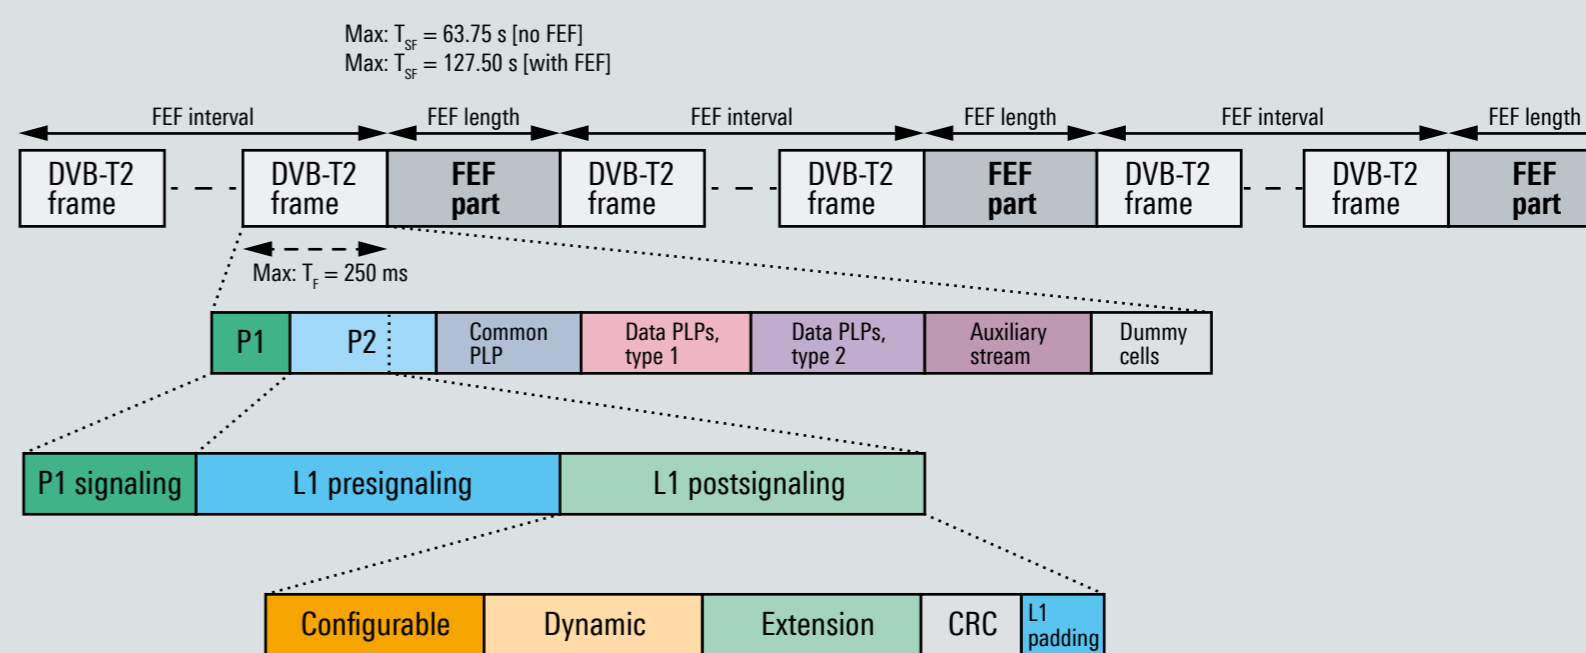 Max: TSF = 63.75 s [no FEF]
Max: TSF = 127.50 s [with FEF]
FEF interval
FEF length
FEF interval
FEF length
FEF interval
FEF length
DVB-T2
frame
DVB-T2
frame
FEF
part
DVB-T2
frame
DVB-T2
frame
FEF
part
DVB-T2
frame
DVB-T2
frame
FEF
part
Max: TF = 250 ms
P1
P2
Common
PLP
Data PLPs,
type 1
Data PLPs,
type 2
Auxiliary
stream
Dummy
cells
P1 signaling
L1 presignaling
L1 postsignaling
Configurable
Dynamic
Extension
CRC
L1
padding